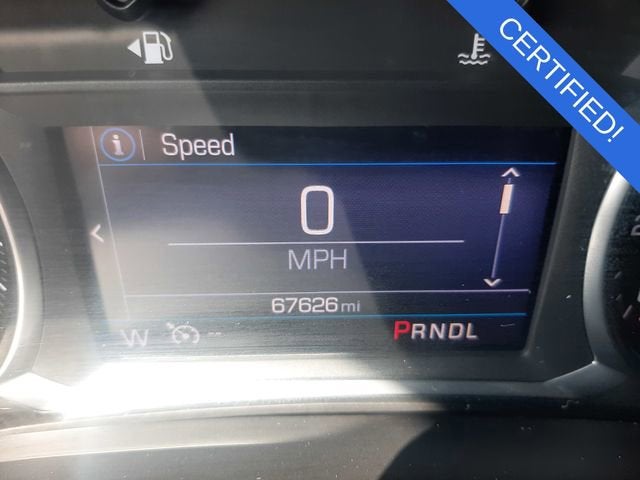 CERTIFIED!
i Speed
0
MPH
67626 mi
W -- PRNDL